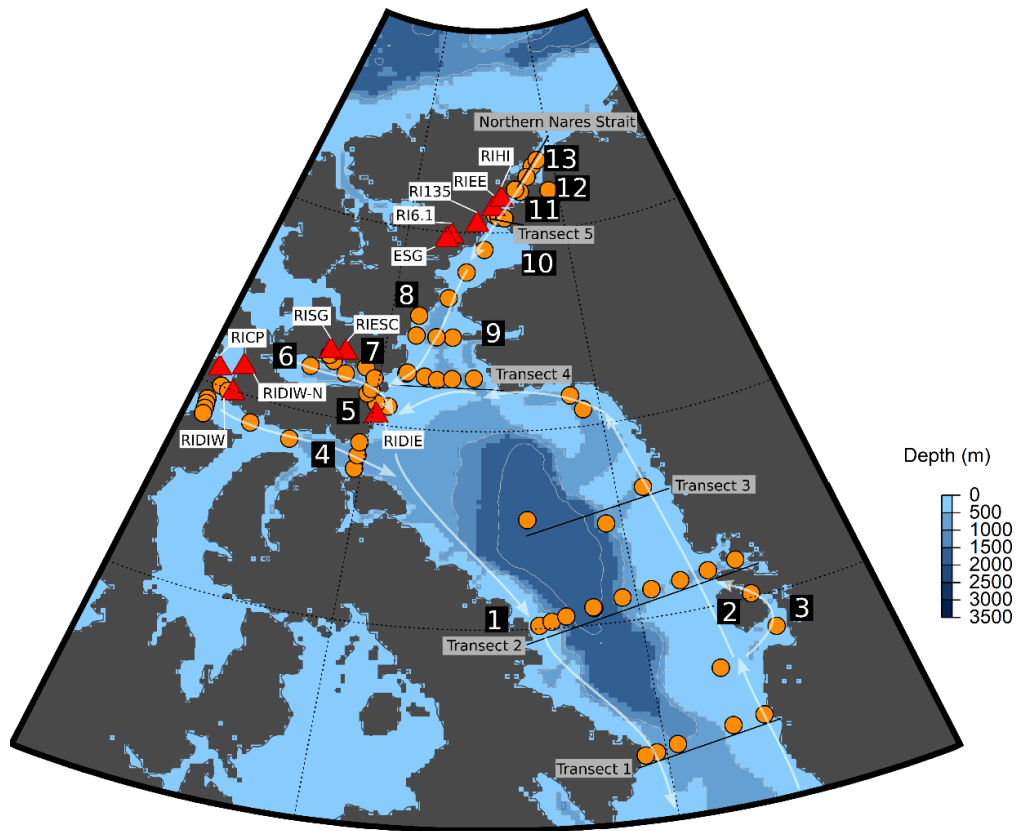 Northern Nares Strait
13
RIHI
12
RIEE
RI135
11
RI6.1
Transect 5
ESG
10
8
RISG
RIESC
9
RICP
7
6
Transect 4
RIDIW-N
5
RIDIW
RIDIE
4
Depth (m)
Transect 3
0
500
1000
1500
2000
2500
3000
3500
1
2
3
Transect 2
Transect 1